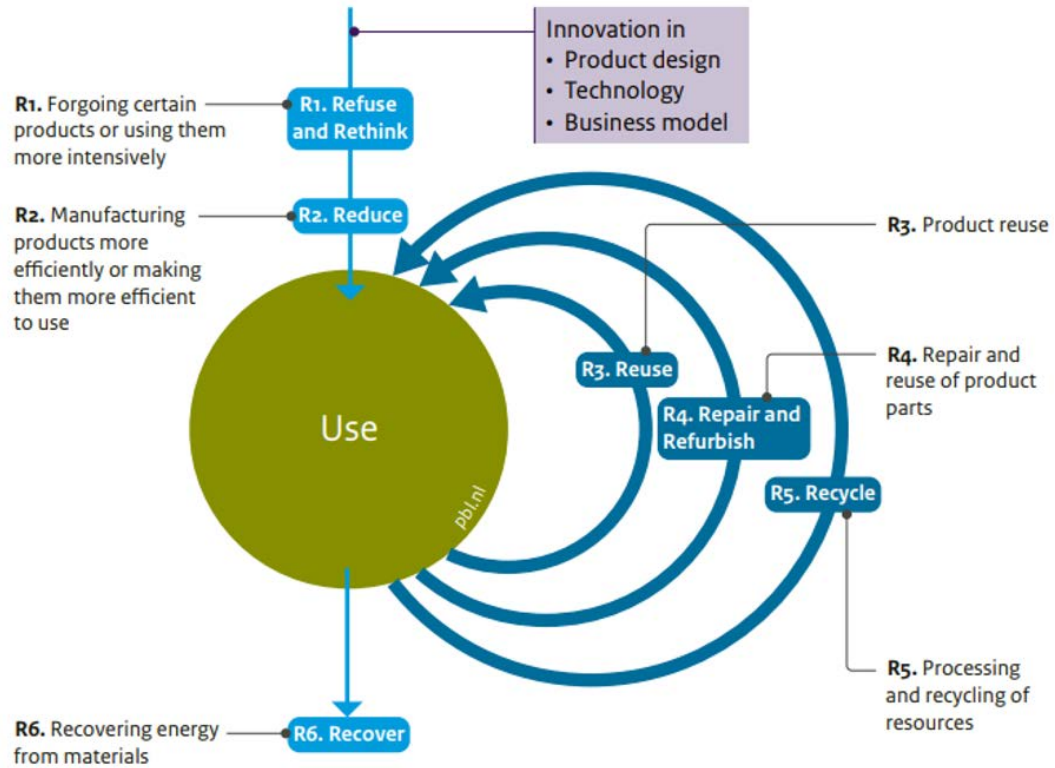 Innovation in
• Product design
• Technology
• Business model
R1. Forgoing certain
products or using them
more intensively
R1. Refuse
and Rethink
R2. Manufacturing
products more
efficiently or making
them more efficient
to use
R2. Reduce
R3. Product reuse
R3. Reuse
R4. Repair and
reuse of product
parts
R4. Repair and
Refurbish
Use
R5. Recycle
pbl.nl
R5. Processing
and recycling of
resources
R6. Recovering energy
from materials
R6. Recover